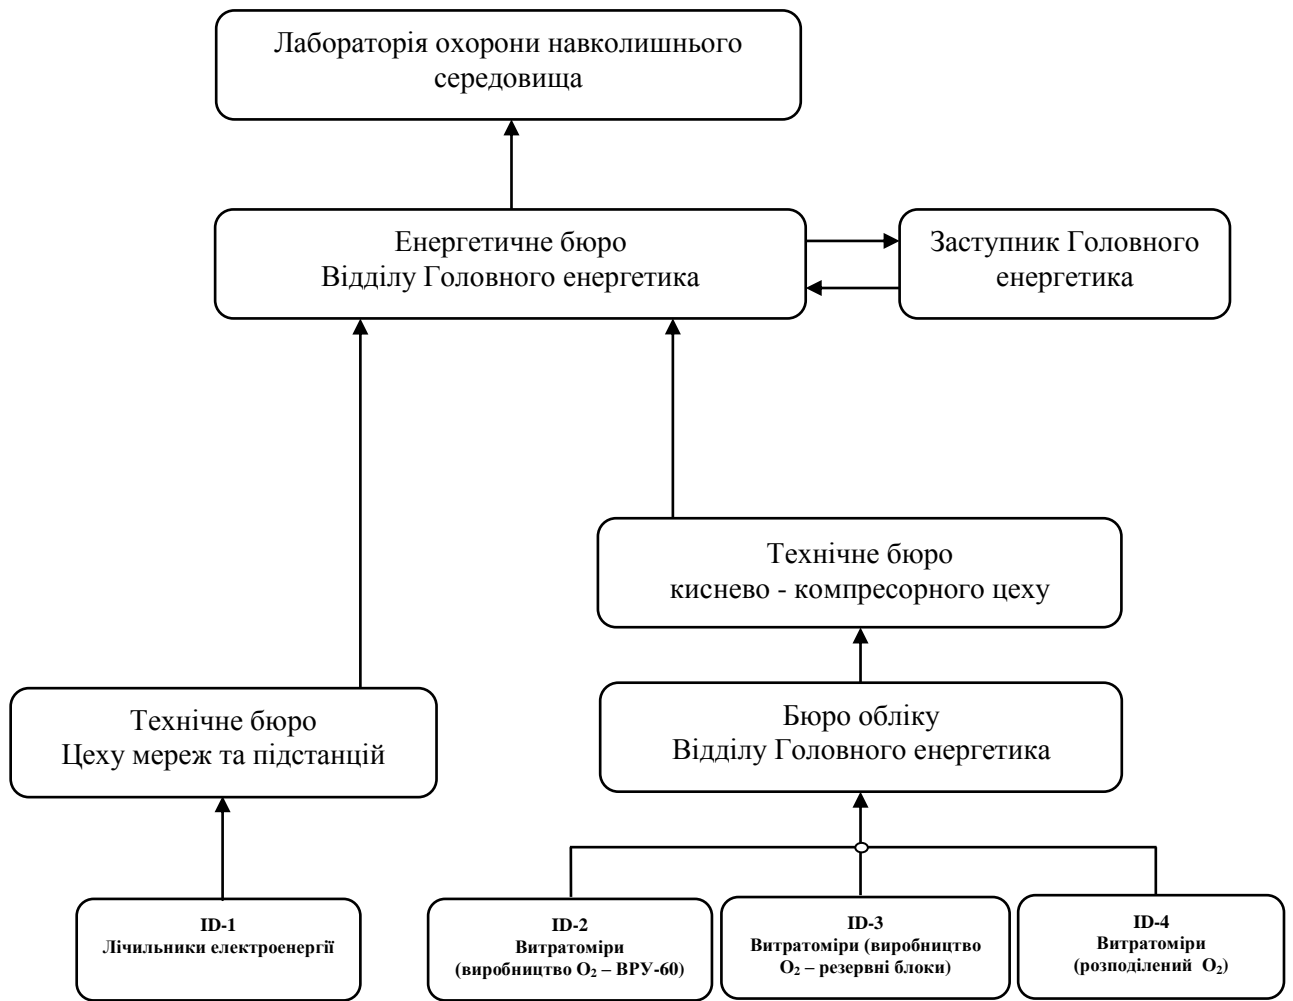 Лабораторія охорони навколишнього
середовища
Енергетичне бюро
Відділу Головного енергетика
Заступник Головного
енергетика
Технічне бюро
киснево - компресорного цеху
Технічне бюро
Цеху мереж та підстанцій
Бюро обліку
Відділу Головного енергетика
ID-1
Лічильники електроенергії
ID-2
Витратоміри
(виробництво O₂ – ВРУ-60)
ID-3
Витратоміри (виробництво
O₂ – резервні блоки)
ID-4
Витратоміри
(розподілений O₂)